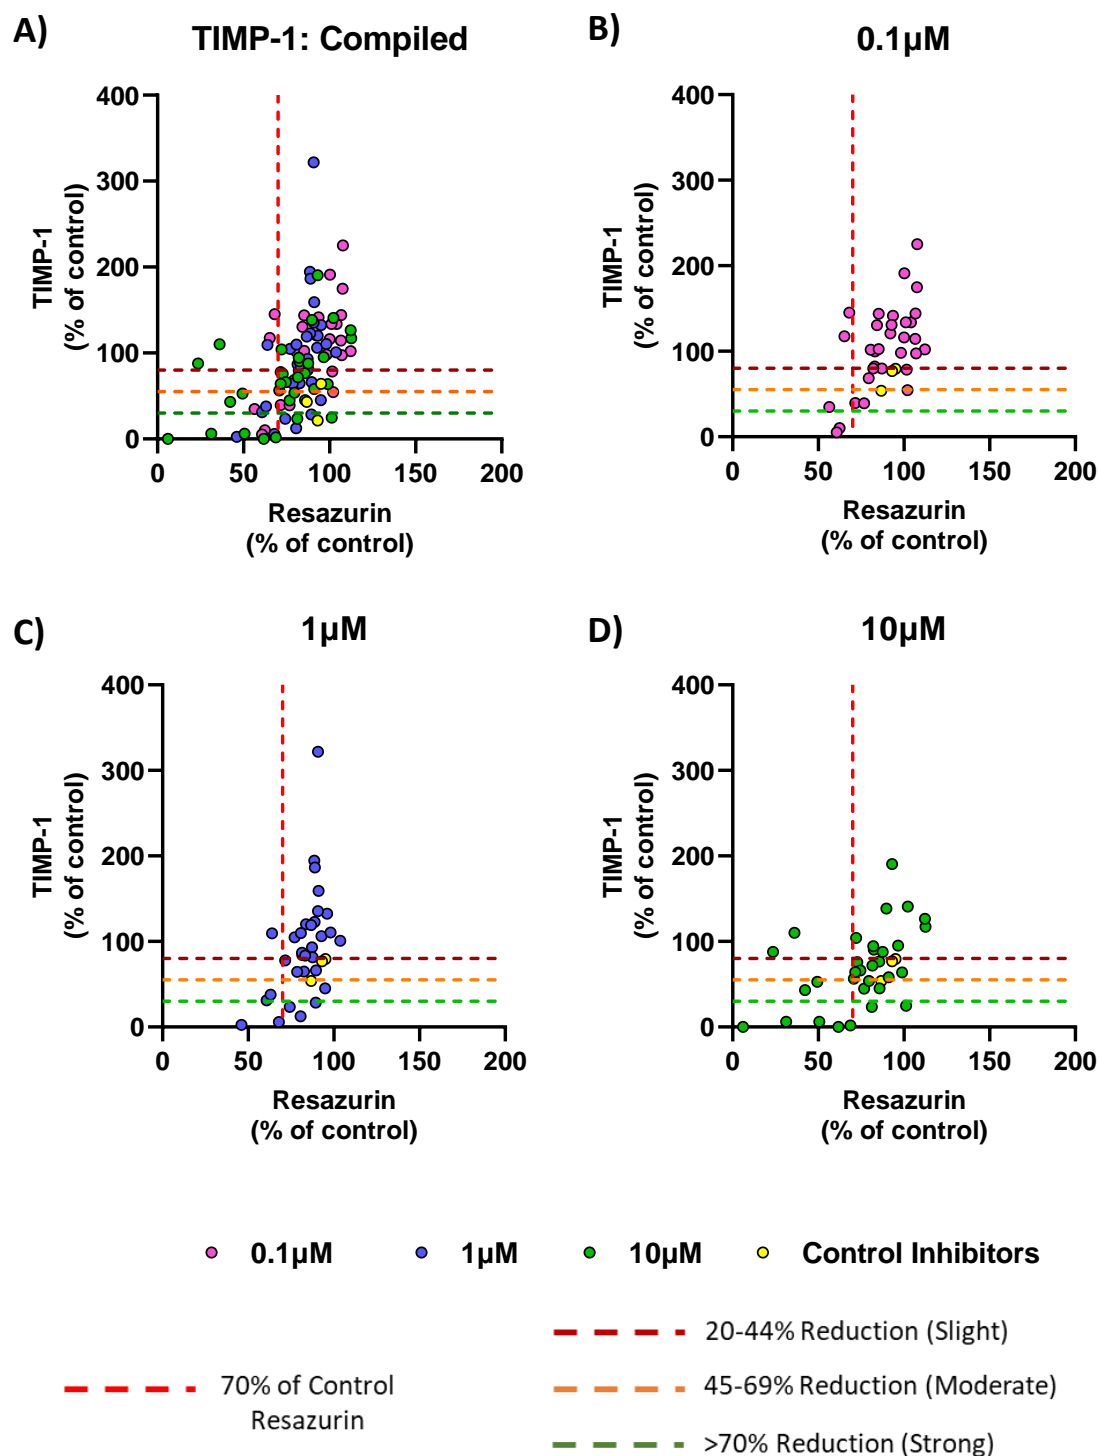 A)
TIMP-1: Compiled
400
300
200
100
0
TIMP-1
(% of control)
0
50
100
150
200
Resazurin
(% of control)
B)
0.1µM
400
300
200
100
0
TIMP-1
(% of control)
0
50
100
150
200
Resazurin
(% of control)
C)
1µM
400
300
200
100
0
TIMP-1
(% of control)
0
50
100
150
200
Resazurin
(% of control)
D)
10µM
400
300
200
100
0
TIMP-1
(% of control)
0
50
100
150
200
Resazurin
(% of control)
0.1µM
1µM
10µM
Control Inhibitors
70% of Control
Resazurin
20-44% Reduction (Slight)
45-69% Reduction (Moderate)
>70% Reduction (Strong)